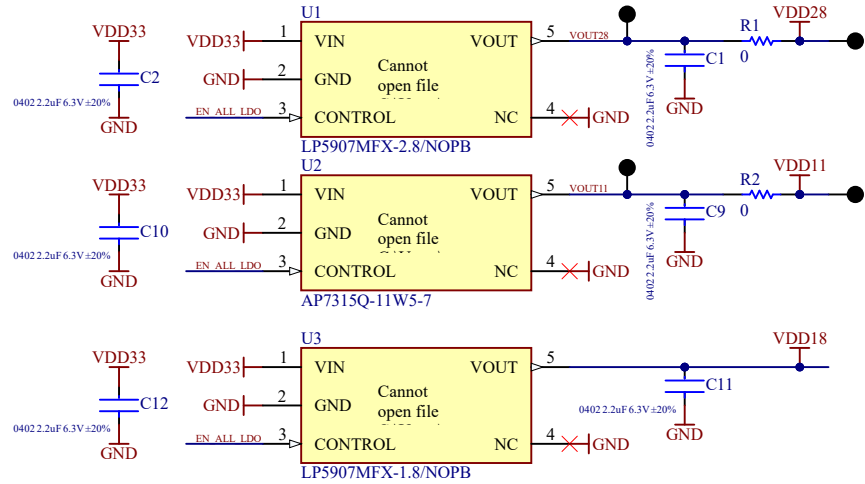 U1
VDD33
VDD33
1
VIN
VOUT
5
VOUT28
R1
VDD28
C2
GND
2
GND
Cannot
open file
0402 2.2uF 6.3V ±20%
C1
0
0402 2.2uF 6.3V ±20%
GND
EN_ALL_LDO
3
CONTROL
NC
4
GND
GND
LP5907MFX-2.8/NOPB
U2
VDD33
VDD33
1
VIN
VOUT
5
VOUT11
R2
VDD11
C10
GND
2
GND
Cannot
open file
0402 2.2uF 6.3V ±20%
C9
0
0402 2.2uF 6.3V ±20%
GND
EN_ALL_LDO
3
CONTROL
NC
4
GND
GND
AP7315Q-11W5-7
U3
VDD33
VDD33
1
VIN
VOUT
5
VDD18
C12
GND
2
GND
Cannot
open file
C11
0402 2.2uF 6.3V ±20%
0402 2.2uF 6.3V ±20%
GND
EN_ALL_LDO
3
CONTROL
NC
4
GND
GND
LP5907MFX-1.8/NOPB